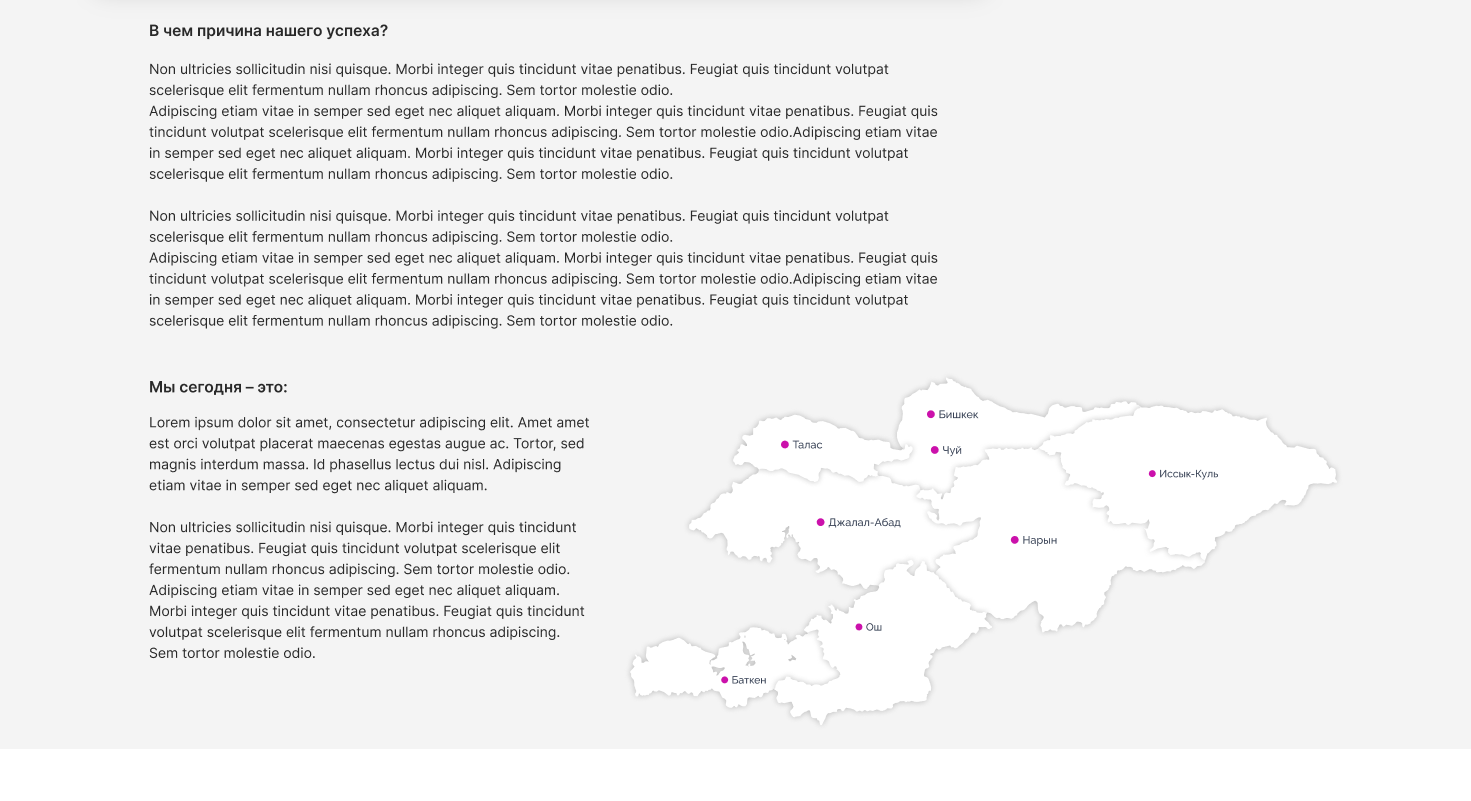 В чем причина нашего успеха?
Non ultricies sollicitudin nisi quisque. Morbi integer quis tincidunt vitae penatibus. Feugiat quis tincidunt volutpat
scelerisque elit fermentum nullam rhoncus adipiscing. Sem tortor molestie odio.
Adipiscing etiam vitae in semper sed eget nec aliquet aliquam. Morbi integer quis tincidunt vitae penatibus. Feugiat quis
tincidunt volutpat scelerisque elit fermentum nullam rhoncus adipiscing. Sem tortor molestie odio.Adipiscing etiam vitae
in semper sed eget nec aliquet aliquam. Morbi integer quis tincidunt vitae penatibus. Feugiat quis tincidunt volutpat
scelerisque elit fermentum nullam rhoncus adipiscing. Sem tortor molestie odio.
Non ultricies sollicitudin nisi quisque. Morbi integer quis tincidunt vitae penatibus. Feugiat quis tincidunt volutpat
scelerisque elit fermentum nullam rhoncus adipiscing. Sem tortor molestie odio.
Adipiscing etiam vitae in semper sed eget nec aliquet aliquam. Morbi integer quis tincidunt vitae penatibus. Feugiat quis
tincidunt volutpat scelerisque elit fermentum nullam rhoncus adipiscing. Sem tortor molestie odio.Adipiscing etiam vitae
in semper sed eget nec aliquet aliquam. Morbi integer quis tincidunt vitae penatibus. Feugiat quis tincidunt volutpat
scelerisque elit fermentum nullam rhoncus adipiscing. Sem tortor molestie odio.
Мы сегодня – это:
Lorem ipsum dolor sit amet, consectetur adipiscing elit. Amet amet
est orci volutpat placerat maecenas egestas augue ac. Tortor, sed
magnis interdum massa. Id phasellus lectus dui nisl. Adipiscing
etiam vitae in semper sed eget nec aliquet aliquam.
Non ultricies sollicitudin nisi quisque. Morbi integer quis tincidunt
vitae penatibus. Feugiat quis tincidunt volutpat scelerisque elit
fermentum nullam rhoncus adipiscing. Sem tortor molestie odio.
Adipiscing etiam vitae in semper sed eget nec aliquet aliquam.
Morbi integer quis tincidunt vitae penatibus. Feugiat quis tincidunt
volutpat scelerisque elit fermentum nullam rhoncus adipiscing.
Sem tortor molestie odio.
Бишкек
Талас
Чуй
Иссык-Куль
Джалал-Абад
Нарын
Ош
Баткен